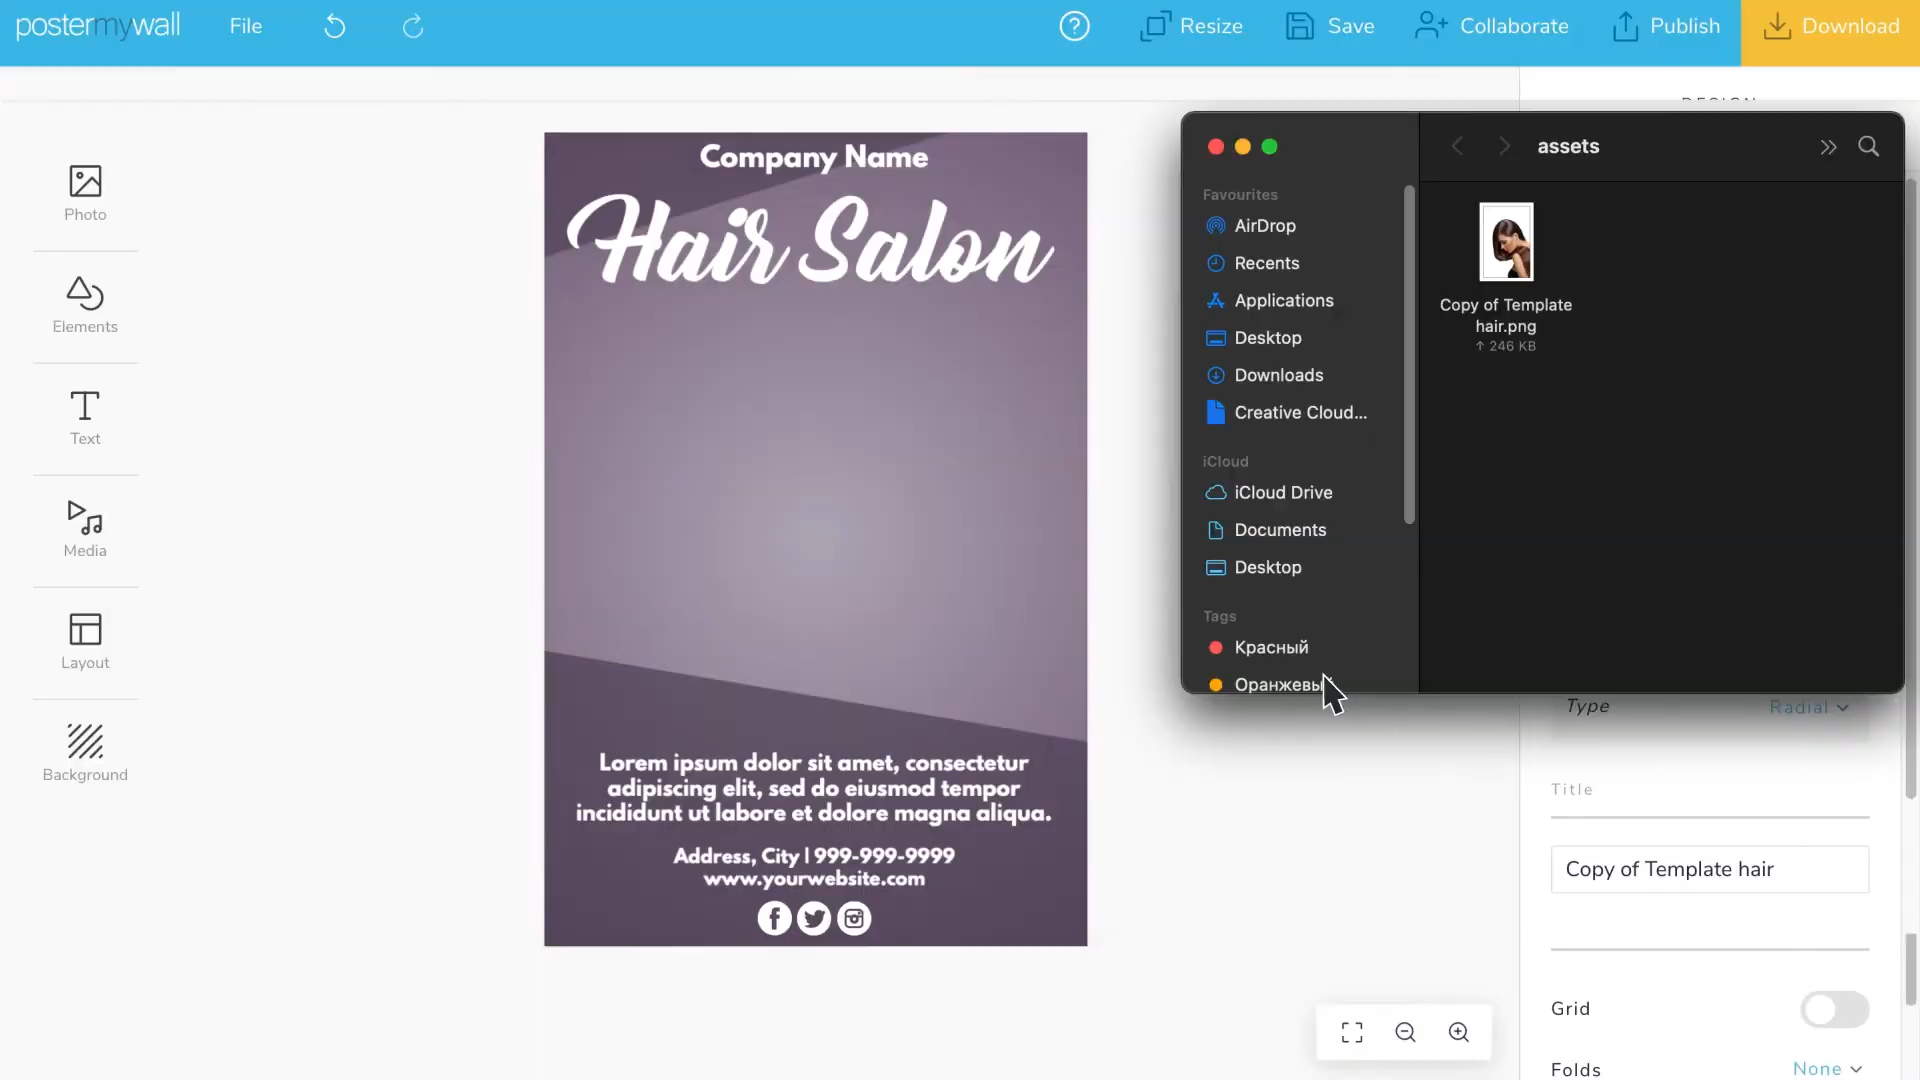 postermywall
File
Resize
Save
Collaborate
Publish
Download
DESIGN
Photo
Elements
Text
Media
Layout
Background
Company Name
Hair Salon
Lorem ipsum dolor sit amet, consectetur
adipiscing elit, sed do eiusmod tempor
incididunt ut labore et dolore magna aliqua.
Address, City | 999-999-9999
www.yourwebsite.com
assets
Favourites
AirDrop
Recents
Applications
Desktop
Downloads
Creative Cloud...
iCloud
iCloud Drive
Documents
Desktop
Tags
Красный
Оранжевый
Copy of Template
hair.png
↑ 246 KB
Type
Radial
Title
Copy of Template hair
Grid
Folds
None